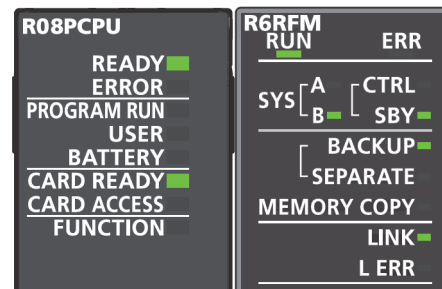 R08PCPU
READY
ERROR
PROGRAM RUN
USER
BATTERY
CARD READY
CARD ACCESS
FUNCTION
R6RFM
RUN ERR
SYS A CTRL
B SBY
BACKUP
SEPARATE
MEMORY COPY
LINK
L ERR